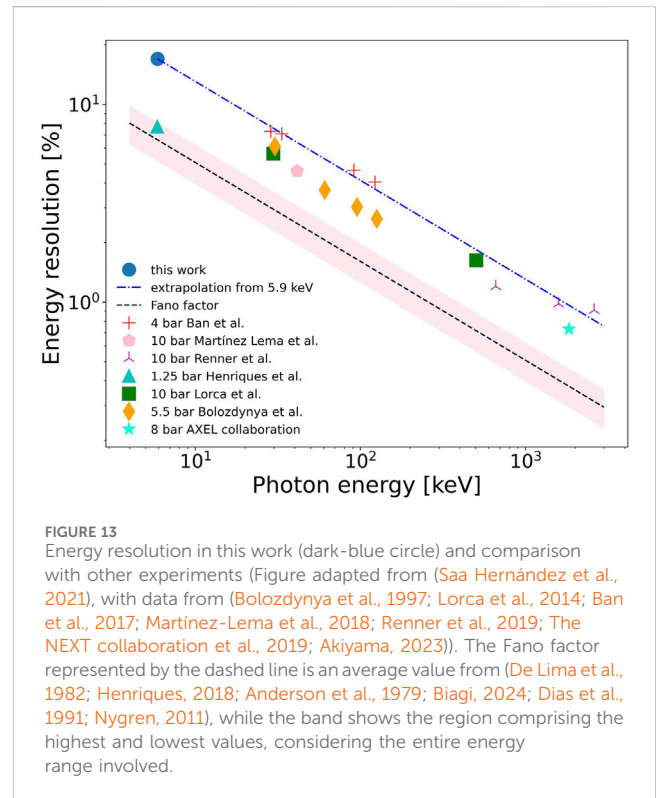 10¹
10⁰
Energy resolution [%]
this work
extrapolation from 5.9 keV
Fano factor
4 bar Ban et al.
10 bar Martínez Lema et al.
10 bar Renner et al.
1.25 bar Henriques et al.
10 bar Lorca et al.
5.5 bar Bolozdynya et al.
8 bar AXEL collaboration
10¹ 10² 10³
Photon energy [keV]
FIGURE 13
Energy resolution in this work (dark-blue circle) and comparison
with other experiments (Figure adapted from (Saa Hernández et al.,
2021), with data from (Bolozdynya et al., 1997; Lorca et al., 2014; Ban
et al., 2017; Martínez-Lema et al., 2018; Renner et al., 2019; The
NEXT collaboration et al., 2019; Akiyama, 2023)). The Fano factor
represented by the dashed line is an average value from (De Lima et al.,
1982; Henriques, 2018; Anderson et al., 1979; Biagi, 2024; Dias et al.,
1991; Nygren, 2011), while the band shows the region comprising the
highest and lowest values, considering the entire energy
range involved.